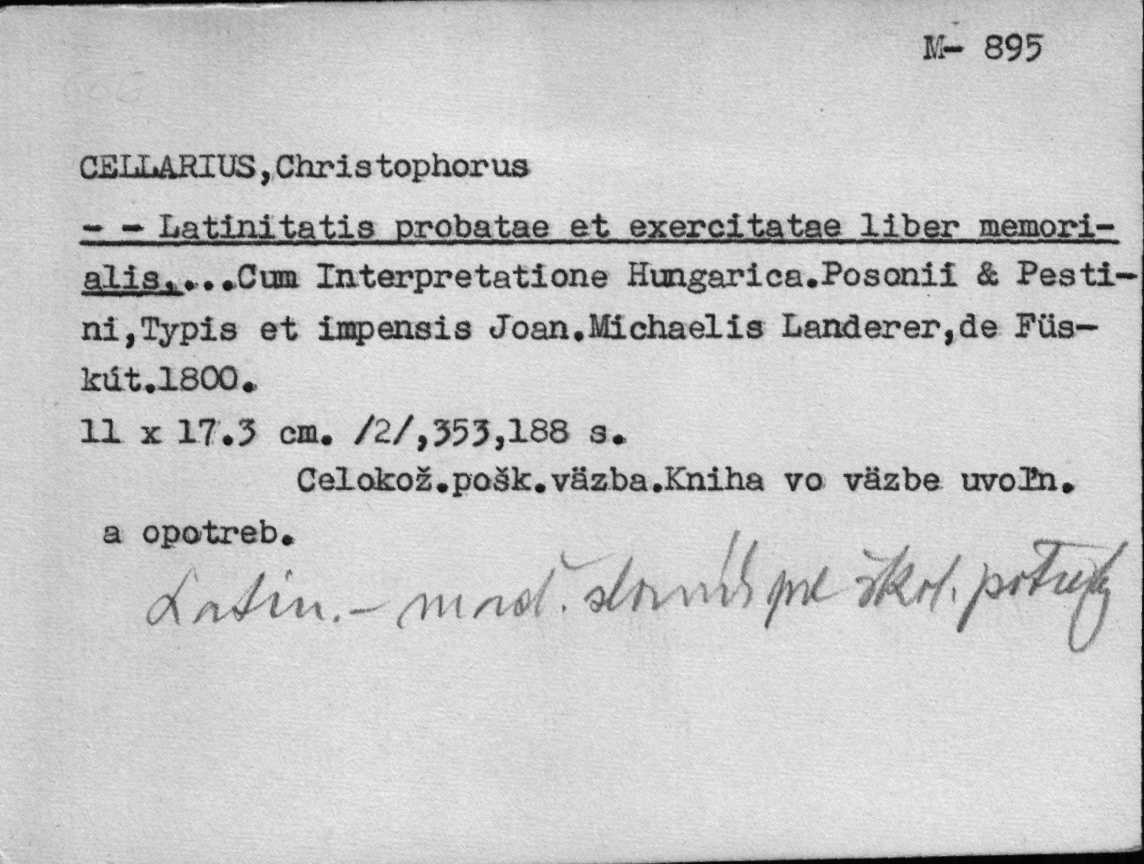 M- 895
CELLARIUS,Christophorus
- - Latinitatis probatae et exercitatae liber memori-
alis,...Cum Interpretatione Hungarica.Posonii & Pesti-
ni,Typis et impensis Joan.Michaelis Landerer,de Füs-
kút.1800.
11 x 17.3 cm. /2/,353,188 s.
Celokož.pošk.väzba.Kniha vo väzbe uvoľn.
a opotreb.
Latin. - maď. slovník pre škol. potreby